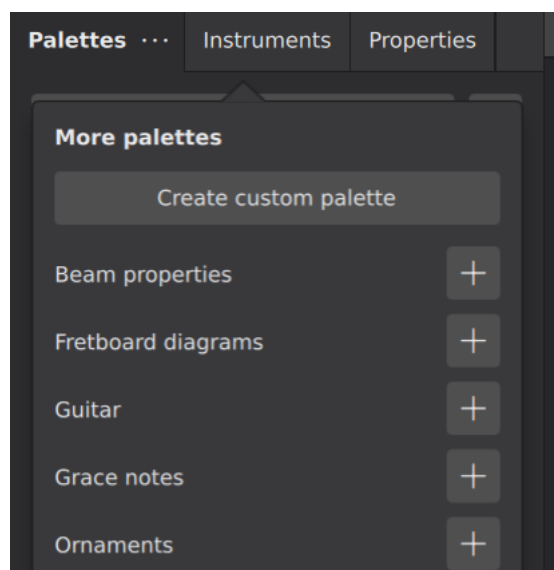 Palettes ··· Instruments Properties
More palettes
Create custom palette
Beam properties
Fretboard diagrams
Guitar
Grace notes
Ornaments